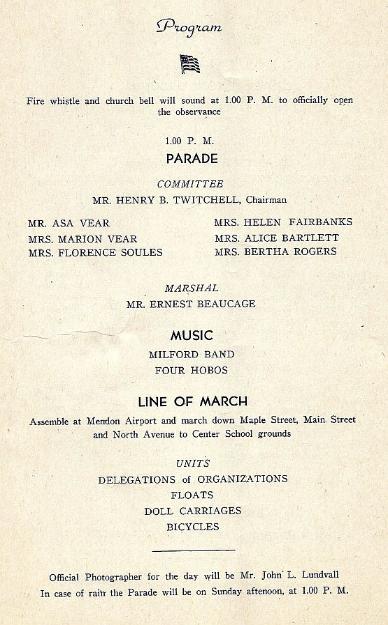 Program
Fire whistle and church bell will sound at 1.00 P. M. to officially open
the observance
1.00 P. M.
PARADE
COMMITTEE
MR. HENRY B. TWITCHELL, Chairman
MR. ASA VEAR
MRS. HELEN FAIRBANKS
MRS. MARION VEAR
MRS. ALICE BARTLETT
MRS. FLORENCE SOULES
MRS. BERTHA ROGERS
MARSHAL
MR. ERNEST BEAUCAGE
MUSIC
MILFORD BAND
FOUR HOBOS
LINE OF MARCH
Assemble at Mendon Airport and march down Maple Street, Main Street
and North Avenue to Center School grounds
UNITS
DELEGATIONS of ORGANIZATIONS
FLOATS
DOLL CARRIAGES
BICYCLES
Official Photographer for the day will be Mr. John L. Lundvall
In case of rain the Parade will be on Sunday aftenoon, at 1.00 P. M.